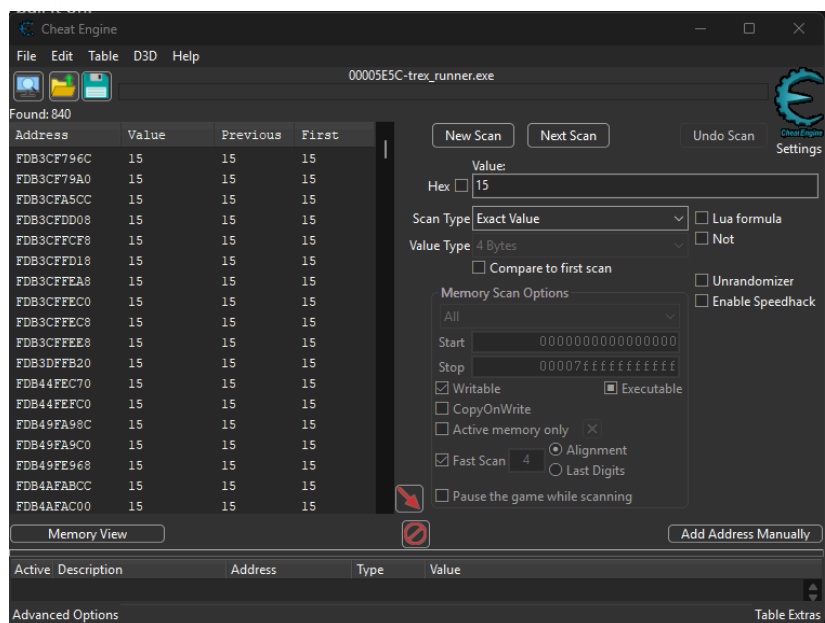 Cheat Engine
File Edit Table D3D Help
00005E5C-trex_runner.exe
Found: 840
Address Value Previous First
FDB3CF796C 15 15 15
FDB3CF79A0 15 15 15
FDB3CFA5CC 15 15 15
FDB3CFDD08 15 15 15
FDB3CFFCF8 15 15 15
FDB3CFFD18 15 15 15
FDB3CFFEA8 15 15 15
FDB3CFFEC0 15 15 15
FDB3CFFEC8 15 15 15
FDB3CFFEE8 15 15 15
FDB3DFFB20 15 15 15
FDB44FEC70 15 15 15
FDB44FEFC0 15 15 15
FDB49FA98C 15 15 15
FDB49FA9C0 15 15 15
FDB49FE968 15 15 15
FDB4AFABCC 15 15 15
FDB4AFAC00 15 15 15
New Scan Next Scan Undo Scan
Cheat Engine
Settings
Value:
Hex 15
Scan Type Exact Value
Lua formula
Value Type 4 Bytes
Not
Compare to first scan
Unrandomizer
Memory Scan Options
Enable Speedhack
All
Start 0000000000000000
Stop 00007fffffffffff
Writable Executable
CopyOnWrite
Active memory only
Fast Scan 4 Alignment
Last Digits
Pause the game while scanning
Memory View Add Address Manually
Active Description Address Type Value
Advanced Options Table Extras